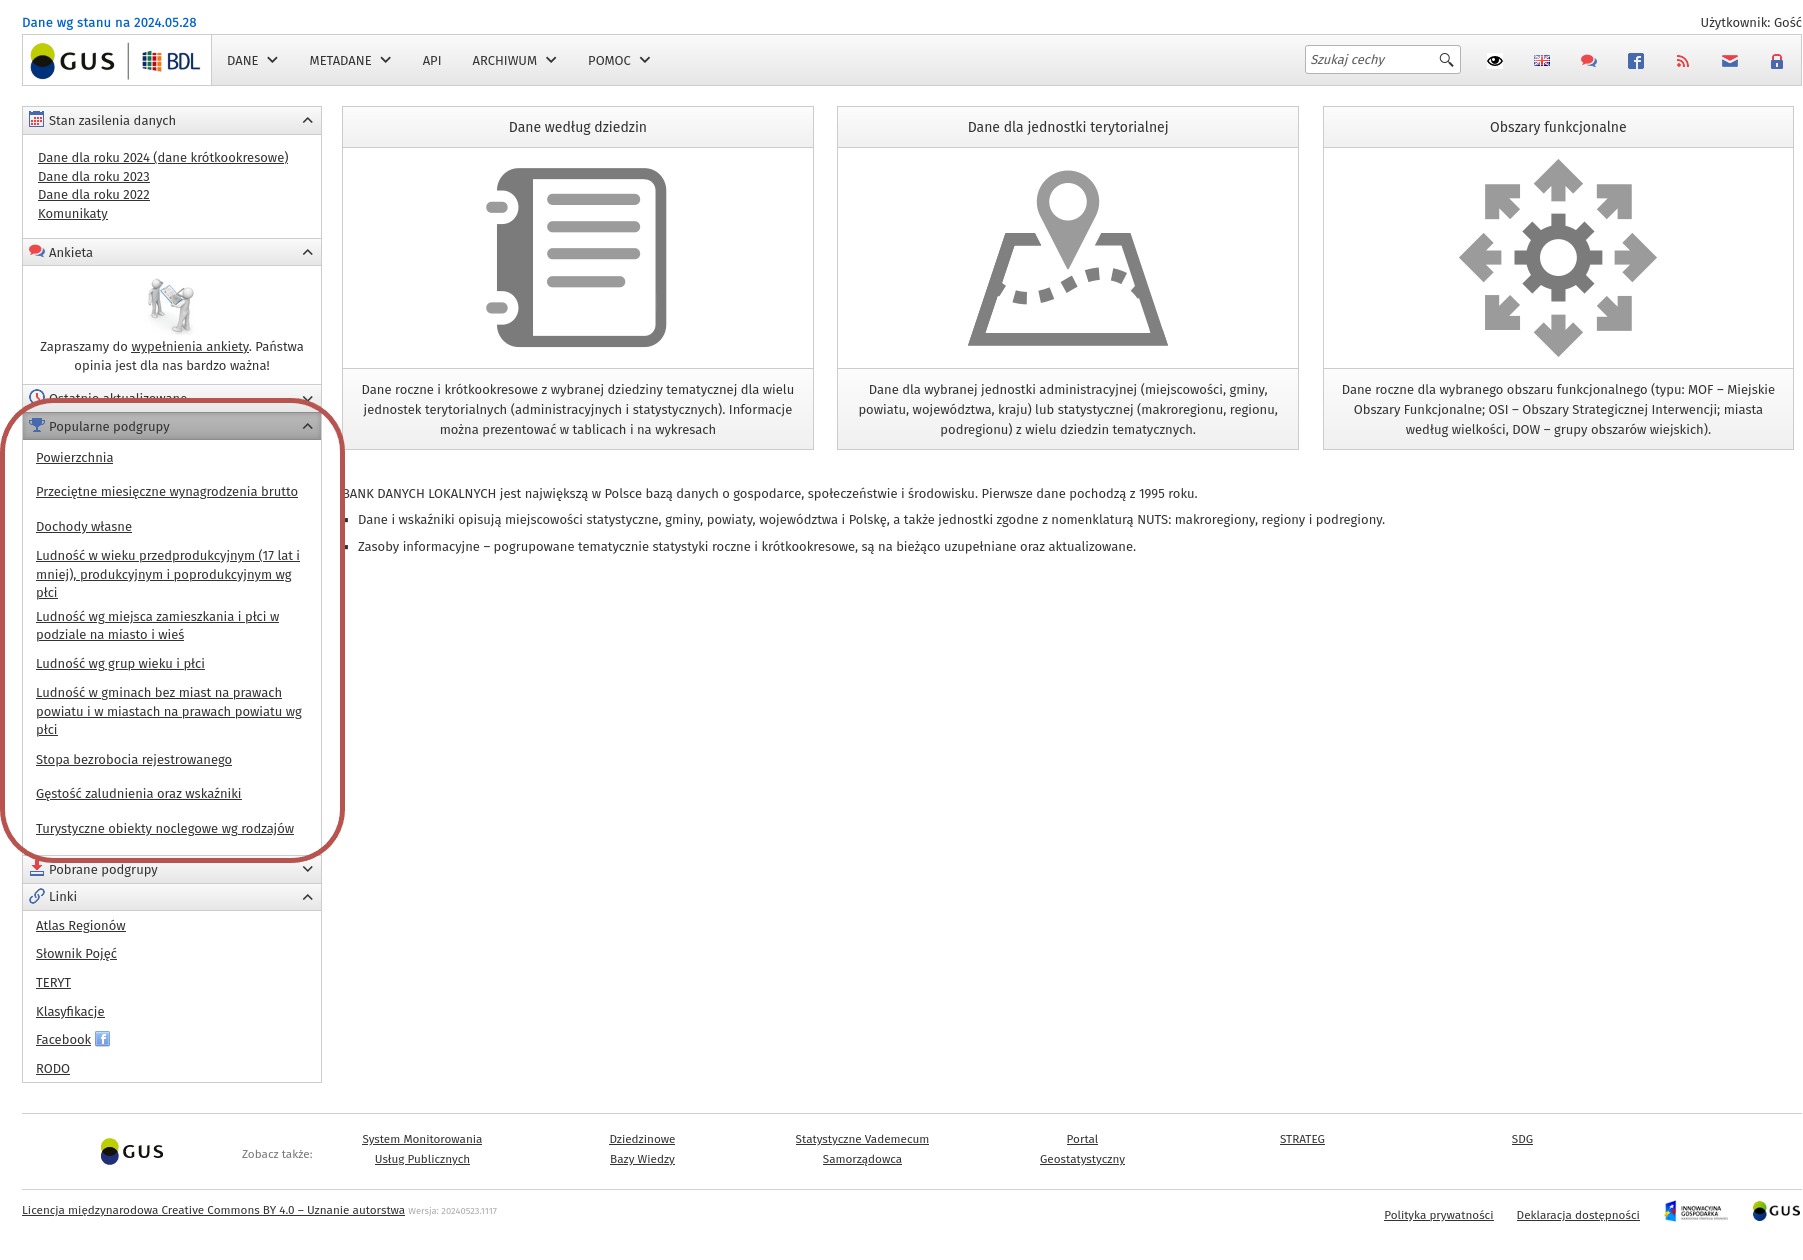 Dane wg stanu na 2024.05.28
Użytkownik: Gość
GUS BDL DANE METADANE API ARCHIWUM POMOC Szukaj cechy
Stan zasilenia danych
Dane dla roku 2024 (dane krótkookresowe)
Dane dla roku 2023
Dane dla roku 2022
Komunikaty
Ankieta
Zapraszamy do wypełnienia ankiety. Państwa
opinia jest dla nas bardzo ważna!
Ostatnio aktualizowane
Popularne podgrupy
Powierzchnia
Przeciętne miesięczne wynagrodzenia brutto
Dochody własne
Ludność w wieku przedprodukcyjnym (17 lat i
mniej), produkcyjnym i poprodukcyjnym wg
płci
Ludność wg miejsca zamieszkania i płci w
podziale na miasto i wieś
Ludność wg grup wieku i płci
Ludność w gminach bez miast na prawach
powiatu i w miastach na prawach powiatu wg
płci
Stopa bezrobocia rejestrowanego
Gęstość zaludnienia oraz wskaźniki
Turystyczne obiekty noclegowe wg rodzajów
Pobrane podgrupy
Linki
Atlas Regionów
Słownik Pojęć
TERYT
Klasyfikacje
Facebook
RODO
Dane według dziedzin
Dane roczne i krótkookresowe z wybranej dziedziny tematycznej dla wielu
jednostek terytorialnych (administracyjnych i statystycznych). Informacje
można prezentować w tablicach i na wykresach
Dane dla jednostki terytorialnej
Dane dla wybranej jednostki administracyjnej (miejscowości, gminy,
powiatu, województwa, kraju) lub statystycznej (makroregionu, regionu,
podregionu) z wielu dziedzin tematycznych.
Obszary funkcjonalne
Dane roczne dla wybranego obszaru funkcjonalnego (typu: MOF – Miejskie
Obszary Funkcjonalne; OSI – Obszary Strategicznej Interwencji; miasta
według wielkości, DOW – grupy obszarów wiejskich).
BANK DANYCH LOKALNYCH jest największą w Polsce bazą danych o gospodarce, społeczeństwie i środowisku. Pierwsze dane pochodzą z 1995 roku.
▪ Dane i wskaźniki opisują miejscowości statystyczne, gminy, powiaty, województwa i Polskę, a także jednostki zgodne z nomenklaturą NUTS: makroregiony, regiony i podregiony.
▪ Zasoby informacyjne – pogrupowane tematycznie statystyki roczne i krótkookresowe, są na bieżąco uzupełniane oraz aktualizowane.
GUS
Zobacz także:
System Monitorowania
Usług Publicznych
Dziedzinowe
Bazy Wiedzy
Statystyczne Vademecum
Samorządowca
Portal
Geostatystyczny
STRATEG
SDG
Licencja międzynarodowa Creative Commons BY 4.0 – Uznanie autorstwa Wersja: 20240523.1117
Polityka prywatności
Deklaracja dostępności
INNOWACYJNA
GOSPODARKA
GUS